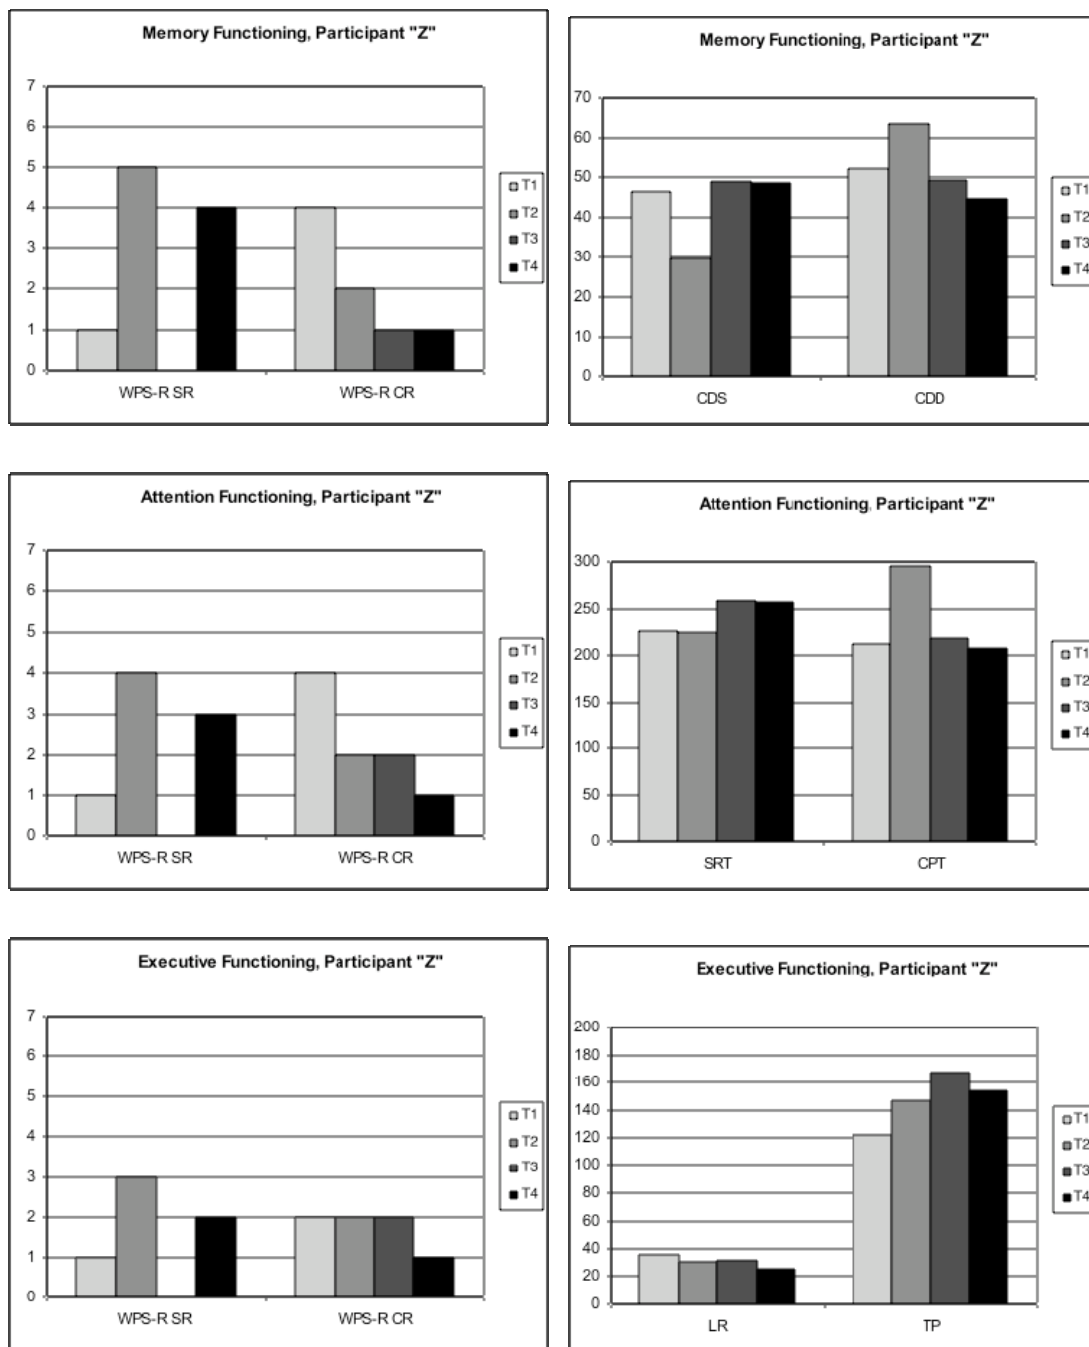 Memory Functioning, Participant "Z"
7
6
5
4
3
2
1
0
WPS-R SR
WPS-R CR
T1
T2
T3
T4
Memory Functioning, Participant "Z"
70
60
50
40
30
20
10
0
CDS
CDD
T1
T2
T3
T4
Attention Functioning, Participant "Z"
7
6
5
4
3
2
1
0
WPS-R SR
WPS-R CR
T1
T2
T3
T4
Attention Functioning, Participant "Z"
300
250
200
150
100
50
0
SRT
CPT
T1
T2
T3
T4
Executive Functioning, Participant "Z"
7
6
5
4
3
2
1
0
WPS-R SR
WPS-R CR
T1
T2
T3
T4
Executive Functioning, Participant "Z"
200
180
160
140
120
100
80
60
40
20
0
LR
TP
T1
T2
T3
T4